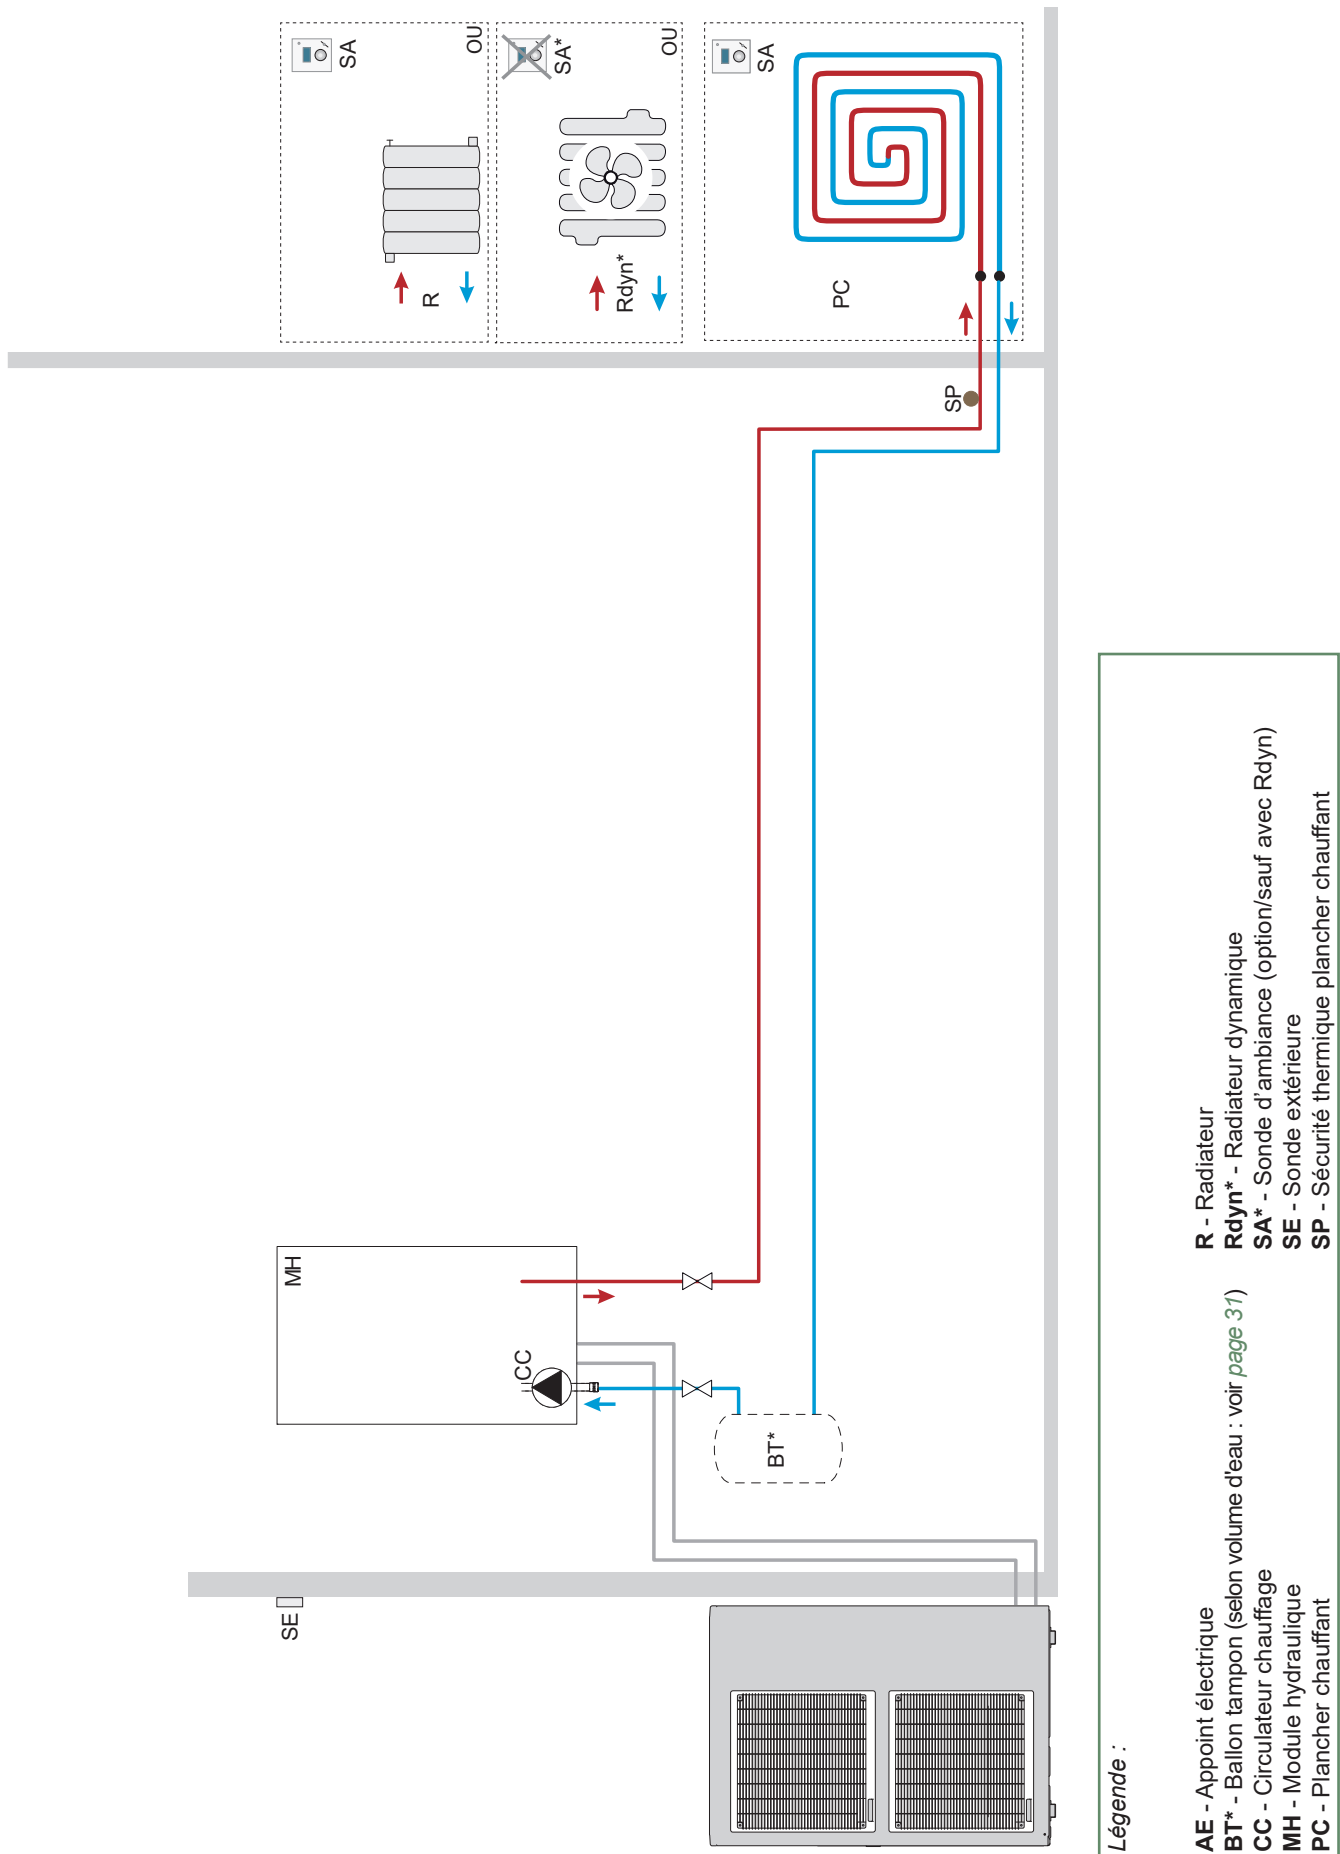 SA
OU
SA*
OU
SA
R
Rdyn*
PC
SP
MH
CC
BT*
SE
Légende :
AE - Appoint électrique
BT* - Ballon tampon (selon volume d'eau : voir page 31)
CC - Circulateur chauffage
MH - Module hydraulique
PC - Plancher chauffant
R - Radiateur
Rdyn* - Radiateur dynamique
SA* - Sonde d'ambiance (option/sauf avec Rdyn)
SE - Sonde extérieure
SP - Sécurité thermique plancher chauffant